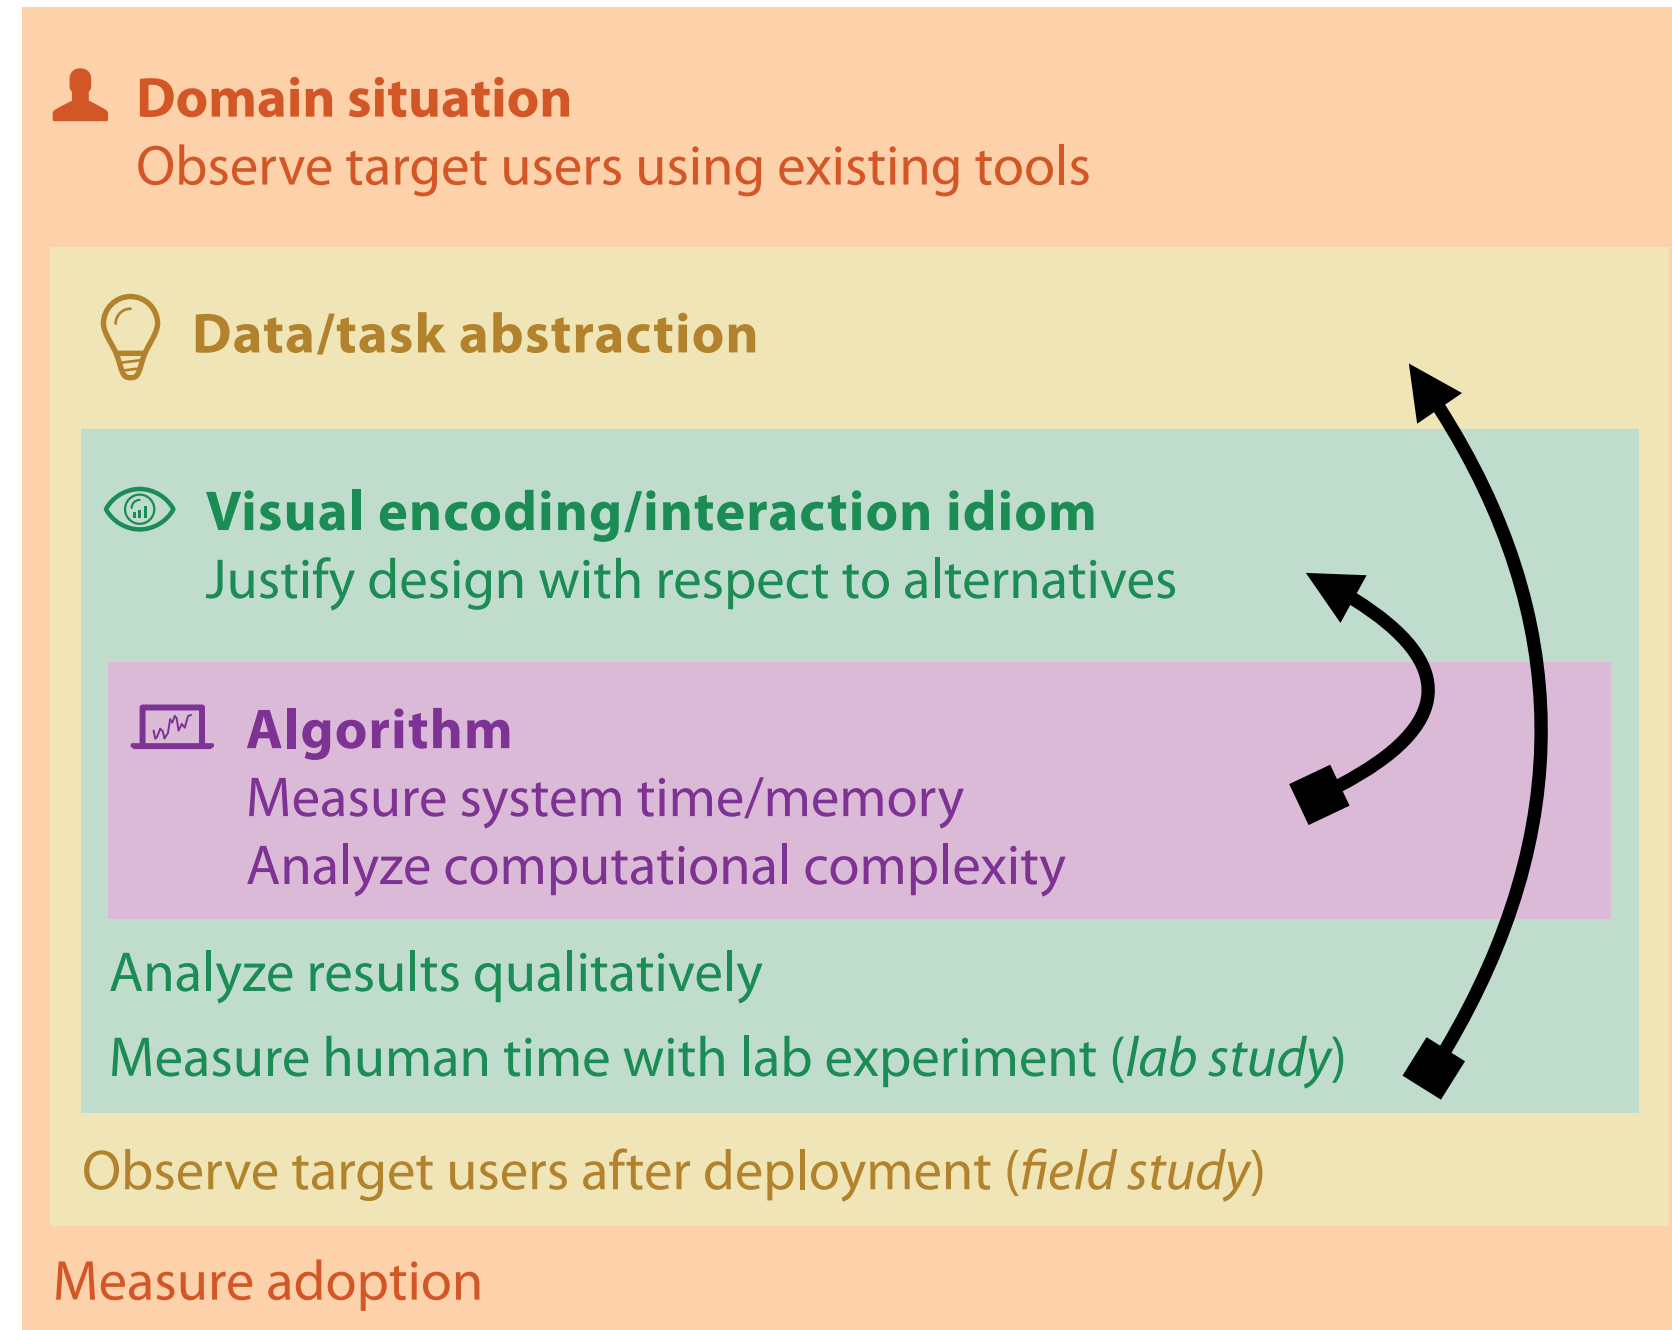 Domain situation
Observe target users using existing tools
Data/task abstraction
Visual encoding/interaction idiom
Justify design with respect to alternatives
Algorithm
Measure system time/memory
Analyze computational complexity
Analyze results qualitatively
Measure human time with lab experiment (lab study)
Observe target users after deployment (field study)
Measure adoption